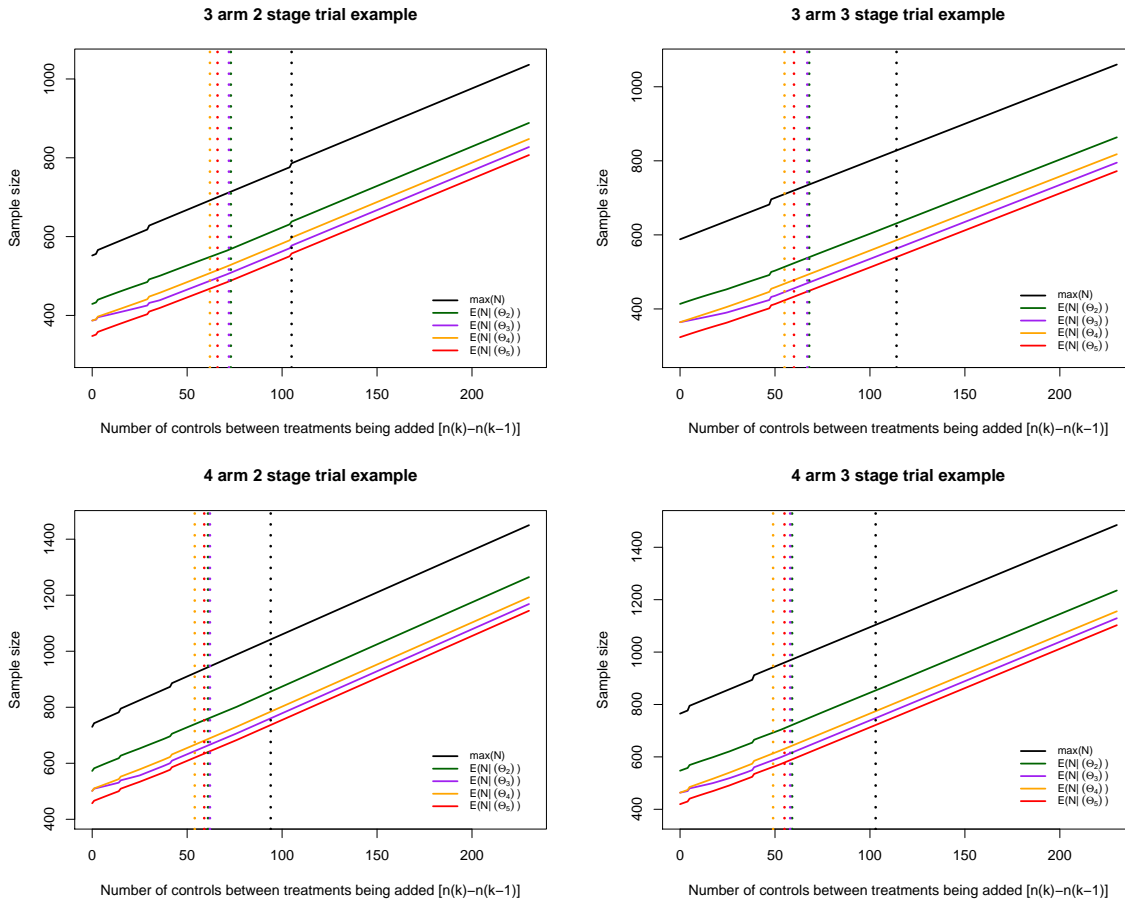 3 arm 2 stage trial example
Sample size
1000
800
600
400
max(N)
E(N| (Θ2) )
E(N| (Θ3) )
E(N| (Θ4) )
E(N| (Θ5) )
0 50 100 150 200
Number of controls between treatments being added [n(k)−n(k−1)]
3 arm 3 stage trial example
Sample size
1000
800
600
400
max(N)
E(N| (Θ2) )
E(N| (Θ3) )
E(N| (Θ4) )
E(N| (Θ5) )
0 50 100 150 200
Number of controls between treatments being added [n(k)−n(k−1)]
4 arm 2 stage trial example
Sample size
1400
1200
1000
800
600
400
max(N)
E(N| (Θ2) )
E(N| (Θ3) )
E(N| (Θ4) )
E(N| (Θ5) )
0 50 100 150 200
Number of controls between treatments being added [n(k)−n(k−1)]
4 arm 3 stage trial example
Sample size
1400
1200
1000
800
600
400
max(N)
E(N| (Θ2) )
E(N| (Θ3) )
E(N| (Θ4) )
E(N| (Θ5) )
0 50 100 150 200
Number of controls between treatments being added [n(k)−n(k−1)]